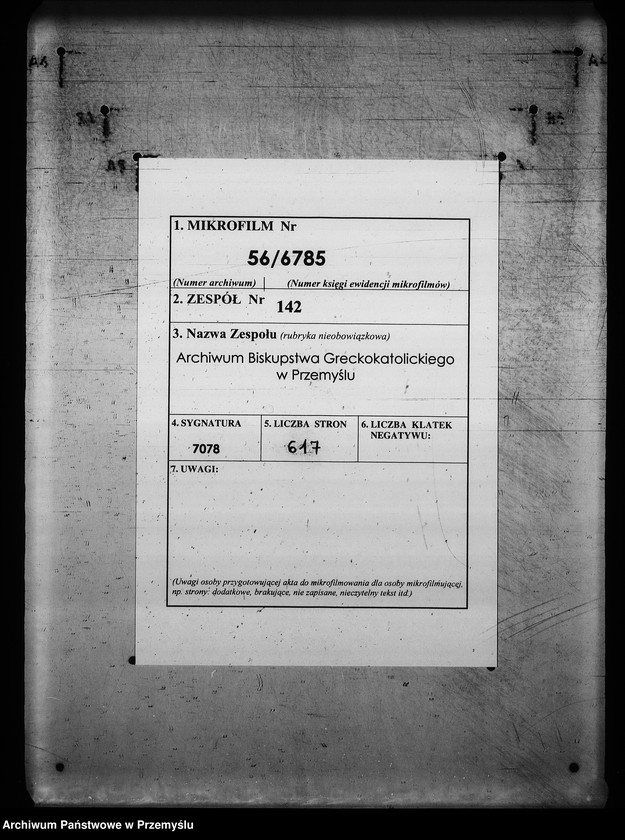 1. MIKROFILM Nr
56/6785
(Numer archiwum) (Numer księgi ewidencji mikrofilmów)
2. ZESPÓŁ Nr 142
3. Nazwa Zespołu (rubryka nieobowiązkowa)
Archiwum Biskupstwa Greckokatolickiego
w Przemyślu
4. SYGNATURA 5. LICZBA STRON 6. LICZBA KLATEK
NEGATYWU:
7078 617
7. UWAGI:
(Uwagi osoby przygotowującej akta do mikrofilmowania dla osoby mikrofilmującej,
np. strony: dodatkowe, brakujące, nie zapisane, nieczytelny tekst itd.)
Archiwum Państwowe w Przemyślu